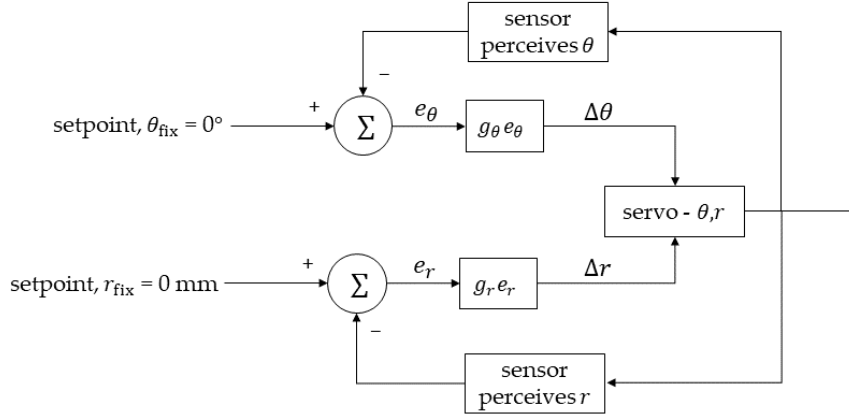 sensor
perceives θ
−
+
setpoint, θfix = 0°
Σ
eθ
gθ eθ
Δθ
servo - θ,r
+
setpoint, rfix = 0 mm
Σ
er
gr er
Δr
−
sensor
perceives r